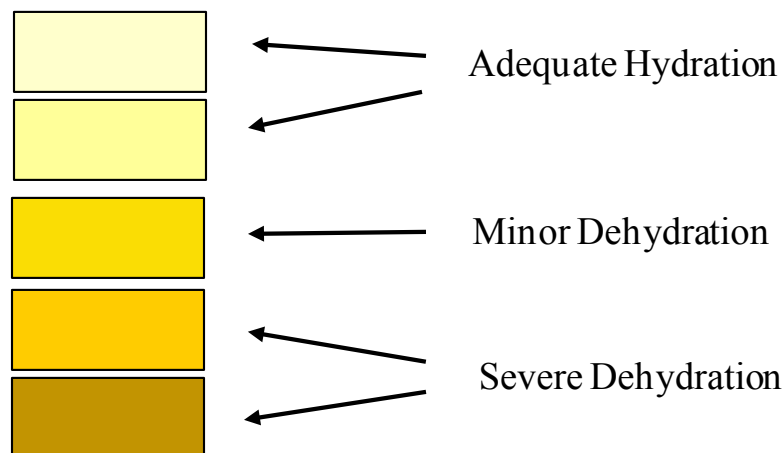 Adequate Hydration
Minor Dehydration
Severe Dehydration